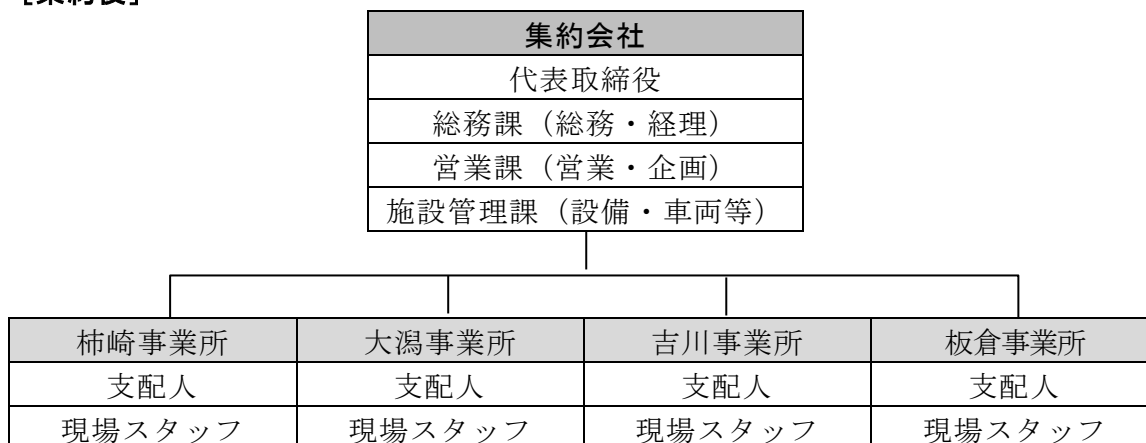 ［集約後］
集約会社
代表取締役
総務課（総務・経理）
営業課（営業・企画）
施設管理課（設備・車両等）
柿崎事業所 大潟事業所 吉川事業所 板倉事業所
支配人 支配人 支配人 支配人
現場スタッフ 現場スタッフ 現場スタッフ 現場スタッフ